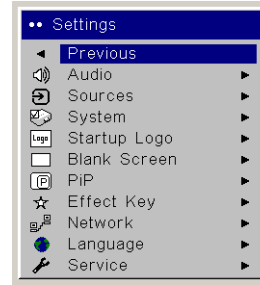 Settings
Previous
Audio
Sources
System
Logo Startup Logo
Blank Screen
P PiP
Effect Key
Network
Language
Service